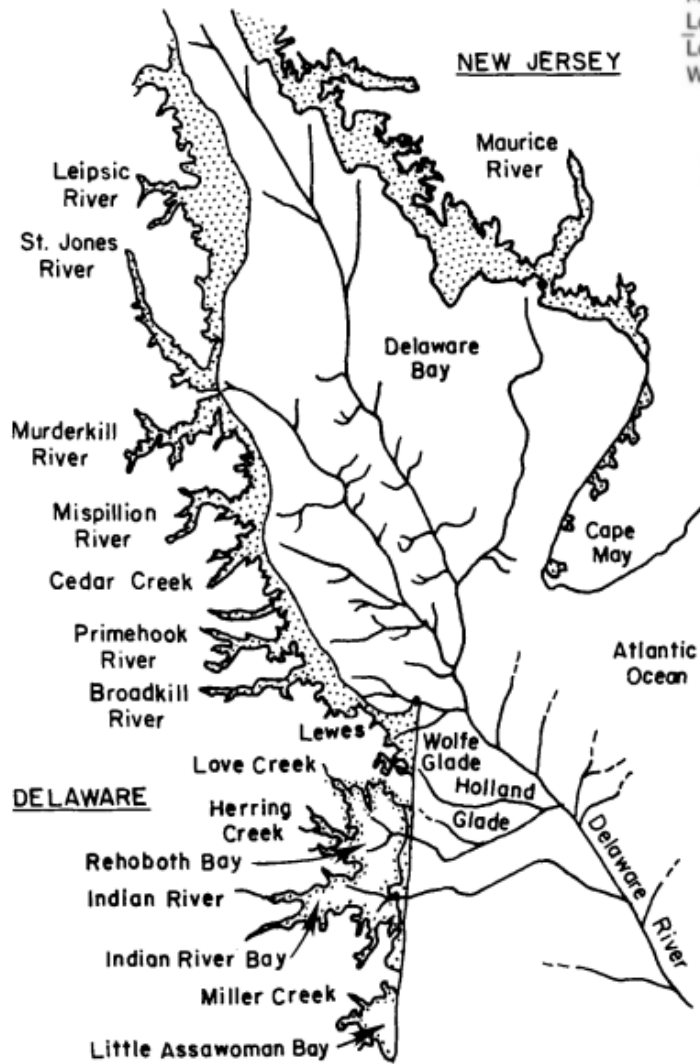 NEW JERSEY
Maurice
River
Leipsic
River
St. Jones
River
Delaware
Bay
Murderkill
River
Mispillion
River
Cape
May
Cedar Creek
Primehook
River
Atlantic
Ocean
Broadkill
River
Lewes
Wolfe
Glade
Love Creek
Holland
Glade
DELAWARE
Herring
Creek
Delaware
River
Rehoboth Bay
Indian River
Indian River Bay
Miller Creek
Little Assawoman Bay